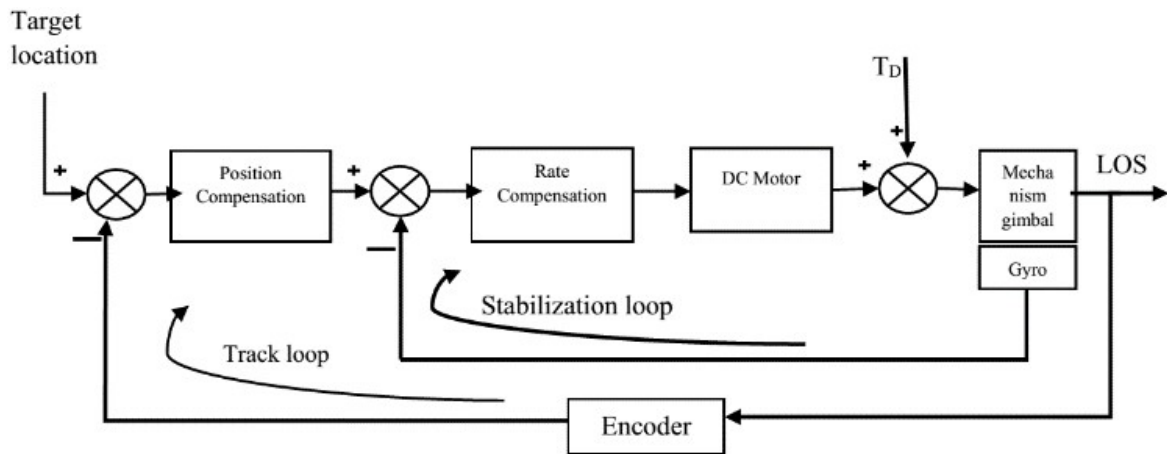 Target
location
T_D
+
+
Position
Compensation
+
Rate
Compensation
DC Motor
+
Mecha
nism
gimbal
LOS
−
−
Gyro
Stabilization loop
Track loop
Encoder